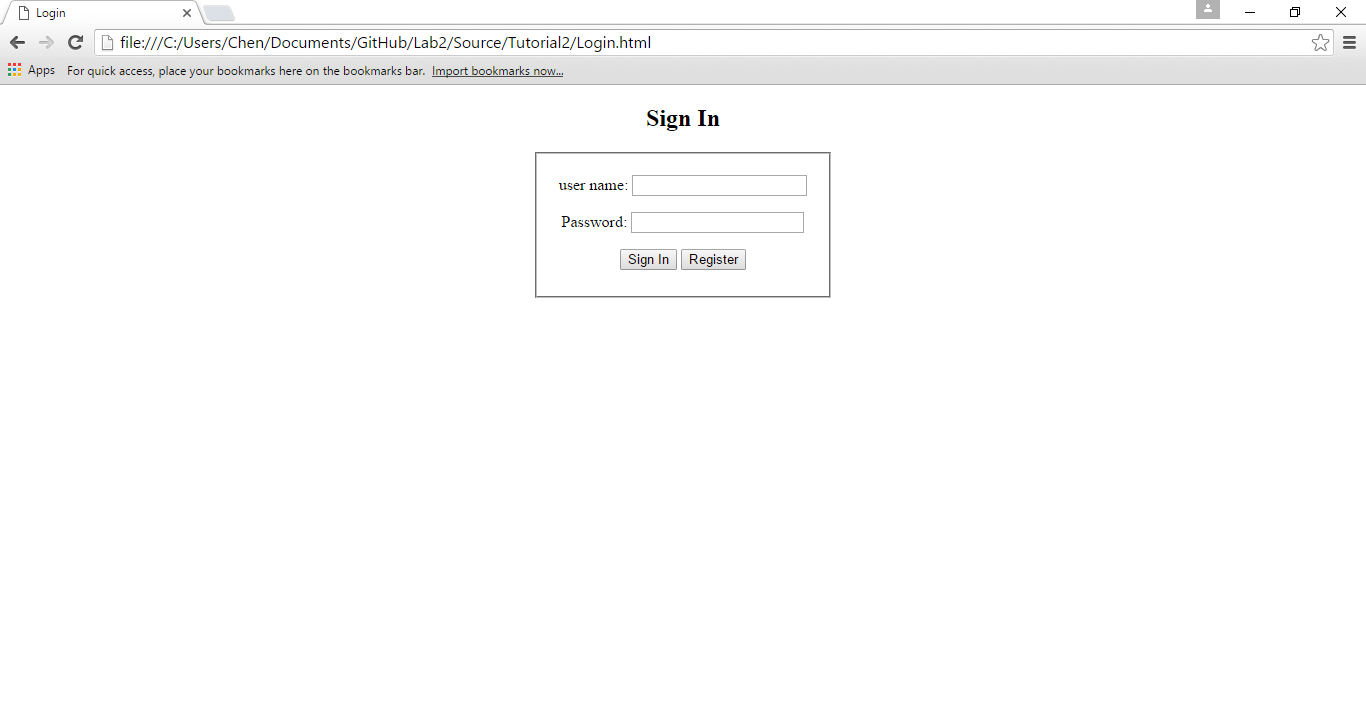 Login
file:///C:/Users/Chen/Documents/GitHub/Lab2/Source/Tutorial2/Login.html
Apps For quick access, place your bookmarks here on the bookmarks bar. Import bookmarks now...
Sign In
user name:
Password:
Sign In Register